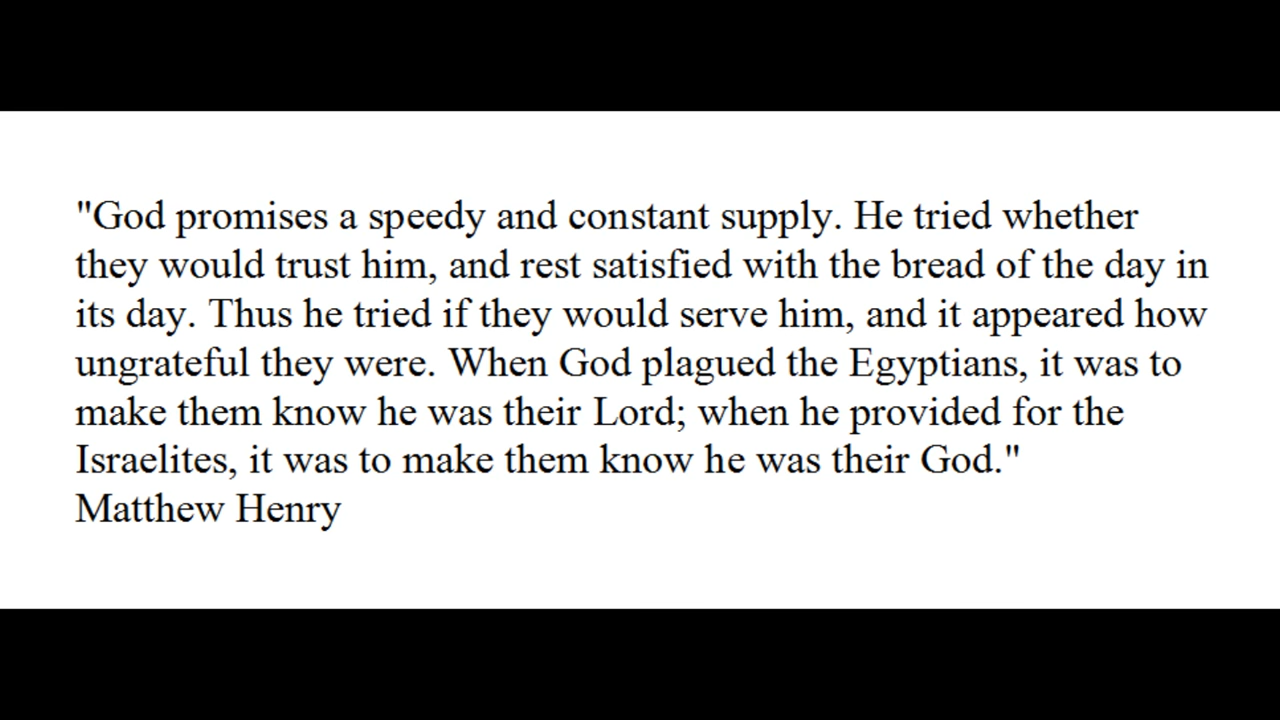 "God promises a speedy and constant supply. He tried whether
they would trust him, and rest satisfied with the bread of the day in
its day. Thus he tried if they would serve him, and it appeared how
ungrateful they were. When God plagued the Egyptians, it was to
make them know he was their Lord; when he provided for the
Israelites, it was to make them know he was their God."
Matthew Henry